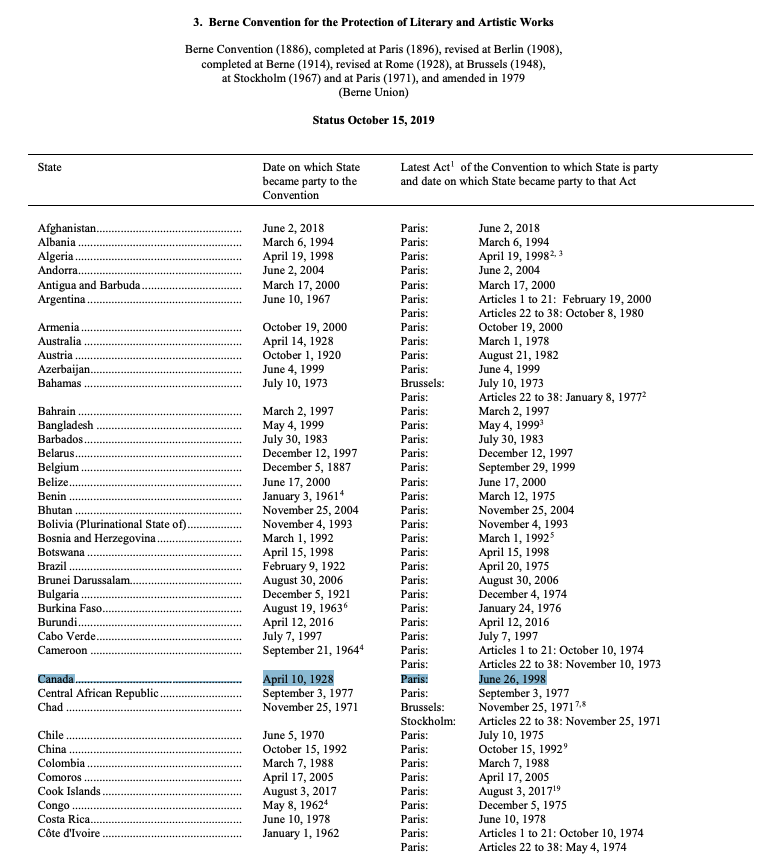 3. Berne Convention for the Protection of Literary and Artistic Works
Berne Convention (1886), completed at Paris (1896), revised at Berlin (1908),
completed at Berne (1914), revised at Rome (1928), at Brussels (1948),
at Stockholm (1967) and at Paris (1971), and amended in 1979
(Berne Union)
Status October 15, 2019
State Date on which State Latest Act1 of the Convention to which State is party
became party to the and date on which State became party to that Act
Convention
Afghanistan................................................ June 2, 2018 Paris: June 2, 2018
Albania ...................................................... March 6, 1994 Paris: March 6, 1994
Algeria ....................................................... April 19, 1998 Paris: April 19, 19982, 3
Andorra...................................................... June 2, 2004 Paris: June 2, 2004
Antigua and Barbuda................................. March 17, 2000 Paris: March 17, 2000
Argentina................................................... June 10, 1967 Paris: Articles 1 to 21: February 19, 2000
Paris: Articles 22 to 38: October 8, 1980
Armenia ..................................................... October 19, 2000 Paris: October 19, 2000
Australia .................................................... April 14, 1928 Paris: March 1, 1978
Austria ....................................................... October 1, 1920 Paris: August 21, 1982
Azerbaijan.................................................. June 4, 1999 Paris: June 4, 1999
Bahamas .................................................... July 10, 1973 Brussels: July 10, 1973
Paris: Articles 22 to 38: January 8, 19772
Bahrain ...................................................... March 2, 1997 Paris: March 2, 1997
Bangladesh ................................................ May 4, 1999 Paris: May 4, 19993
Barbados.................................................... July 30, 1983 Paris: July 30, 1983
Belarus....................................................... December 12, 1997 Paris: December 12, 1997
Belgium ..................................................... December 5, 1887 Paris: September 29, 1999
Belize......................................................... June 17, 2000 Paris: June 17, 2000
Benin ......................................................... January 3, 19614 Paris: March 12, 1975
Bhutan ....................................................... November 25, 2004 Paris: November 25, 2004
Bolivia (Plurinational State of).................. November 4, 1993 Paris: November 4, 1993
Bosnia and Herzegovina............................ March 1, 1992 Paris: March 1, 19925
Botswana ................................................... April 15, 1998 Paris: April 15, 1998
Brazil ......................................................... February 9, 1922 Paris: April 20, 1975
Brunei Darussalam..................................... August 30, 2006 Paris: August 30, 2006
Bulgaria ..................................................... December 5, 1921 Paris: December 4, 1974
Burkina Faso.............................................. August 19, 19636 Paris: January 24, 1976
Burundi...................................................... April 12, 2016 Paris: April 12, 2016
Cabo Verde................................................ July 7, 1997 Paris: July 7, 1997
Cameroon .................................................. September 21, 19644 Paris: Articles 1 to 21: October 10, 1974
Paris: Articles 22 to 38: November 10, 1973
Canada....................................................... April 10, 1928 Paris: June 26, 1998
Central African Republic........................... September 3, 1977 Paris: September 3, 1977
Chad .......................................................... November 25, 1971 Brussels: November 25, 19717,8
Stockholm: Articles 22 to 38: November 25, 1971
Chile .......................................................... June 5, 1970 Paris: July 10, 1975
China ......................................................... October 15, 1992 Paris: October 15, 19929
Colombia ................................................... March 7, 1988 Paris: March 7, 1988
Comoros .................................................... April 17, 2005 Paris: April 17, 2005
Cook Islands .............................................. August 3, 2017 Paris: August 3, 201719
Congo ........................................................ May 8, 19624 Paris: December 5, 1975
Costa Rica.................................................. June 10, 1978 Paris: June 10, 1978
Côte d'Ivoire .............................................. January 1, 1962 Paris: Articles 1 to 21: October 10, 1974
Paris: Articles 22 to 38: May 4, 1974